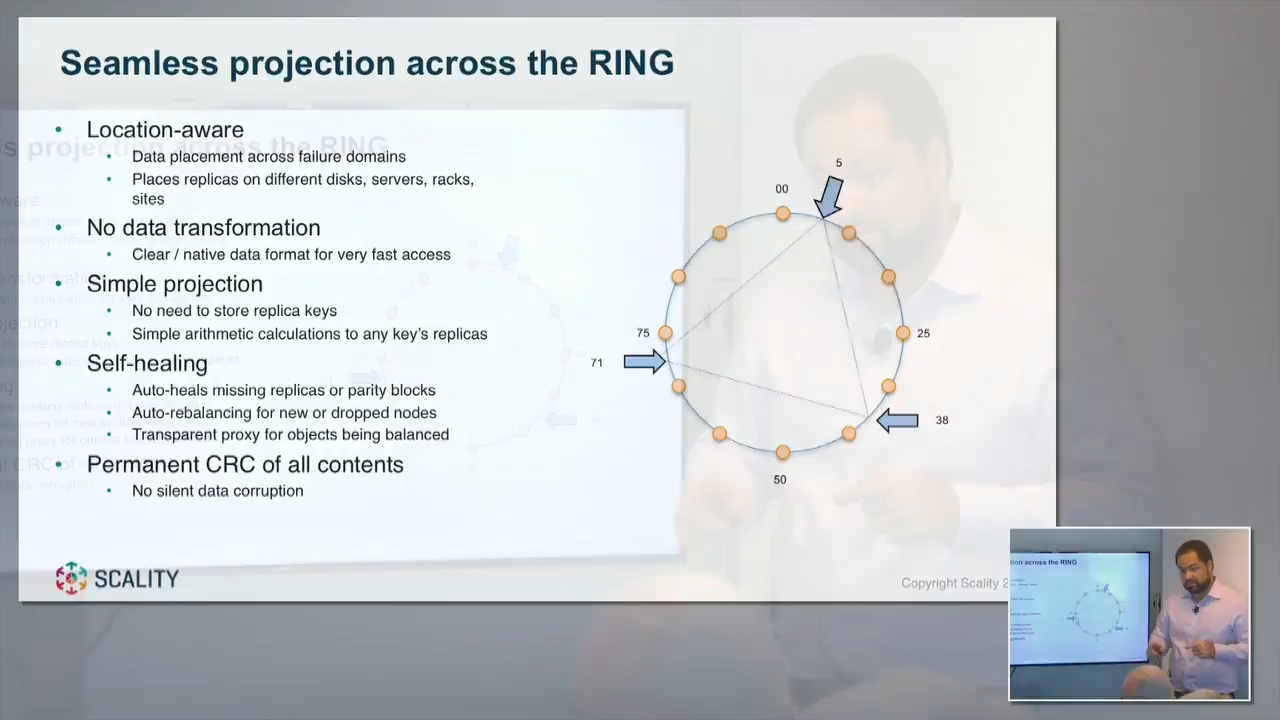 Seamless projection across the RING
• Location-aware
• Data placement across failure domains
• Places replicas on different disks, servers, racks,
sites
• No data transformation
• Clear / native data format for very fast access
• Simple projection
• No need to store replica keys
• Simple arithmetic calculations to any key's replicas
• Self-healing
• Auto-heals missing replicas or parity blocks
• Auto-rebalancing for new or dropped nodes
• Transparent proxy for objects being balanced
• Permanent CRC of all contents
• No silent data corruption
5
00
75
25
71
38
50
SCALITY
Copyright Scality
tion across the RING